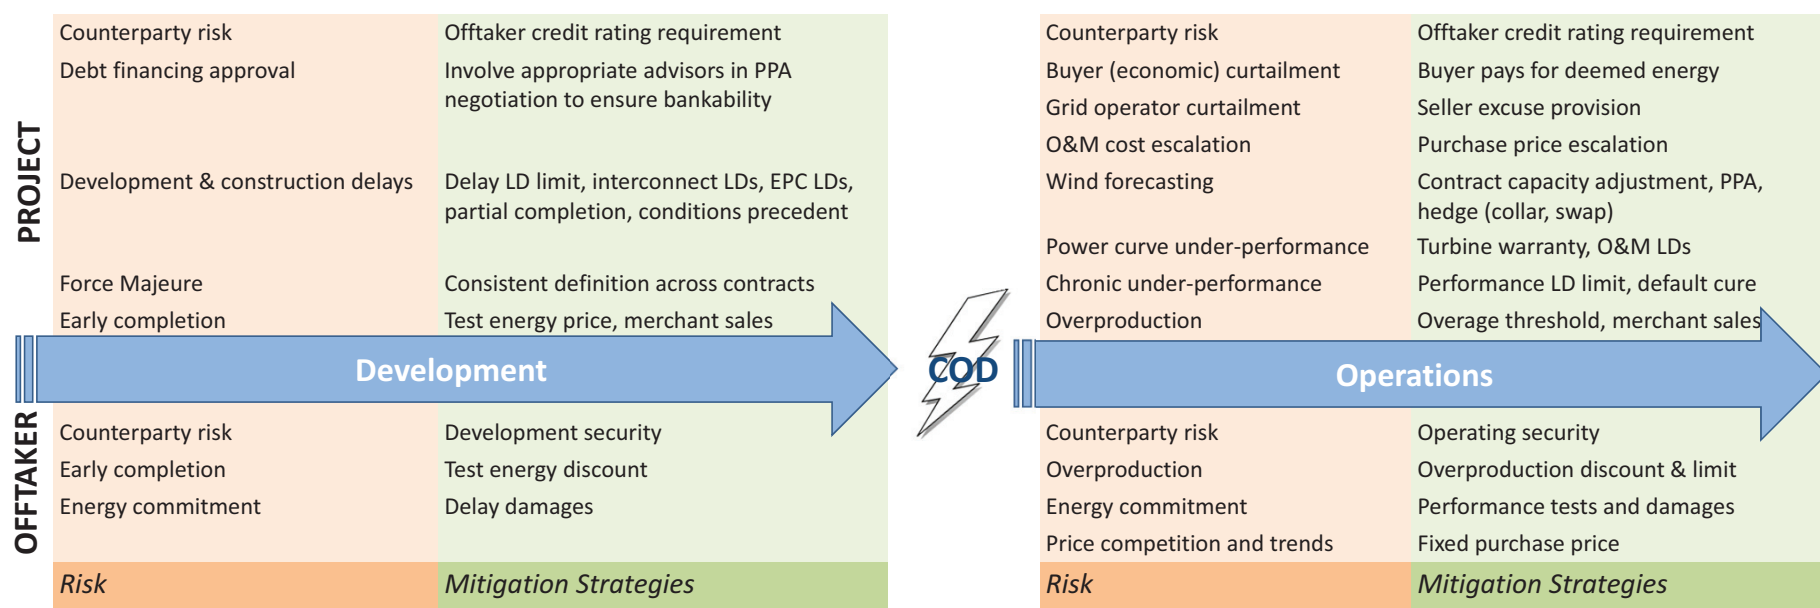 PROJECT
Counterparty risk
Offtaker credit rating requirement
Debt financing approval
Involve appropriate advisors in PPA
negotiation to ensure bankability
Development & construction delays
Delay LD limit, interconnect LDs, EPC LDs,
partial completion, conditions precedent
Force Majeure
Consistent definition across contracts
Early completion
Test energy price, merchant sales
Development
OFFTAKER
Counterparty risk
Development security
Early completion
Test energy discount
Energy commitment
Delay damages
Risk
Mitigation Strategies
COD
Counterparty risk
Offtaker credit rating requirement
Buyer (economic) curtailment
Buyer pays for deemed energy
Grid operator curtailment
Seller excuse provision
O&M cost escalation
Purchase price escalation
Wind forecasting
Contract capacity adjustment, PPA,
hedge (collar, swap)
Power curve under-performance
Turbine warranty, O&M LDs
Chronic under-performance
Performance LD limit, default cure
Overproduction
Overage threshold, merchant sales
Operations
Counterparty risk
Operating security
Overproduction
Overproduction discount & limit
Energy commitment
Performance tests and damages
Price competition and trends
Fixed purchase price
Risk
Mitigation Strategies